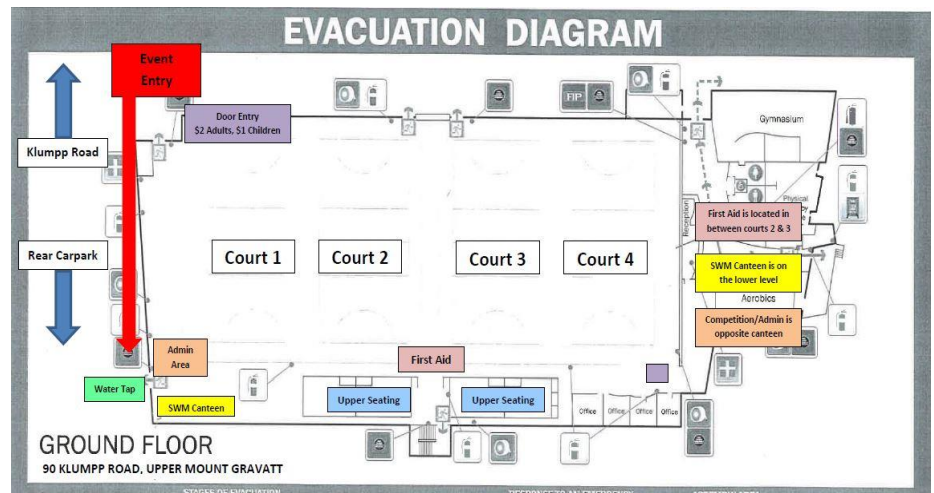 EVACUATION DIAGRAM
Event
Entry
Door Entry
$2 Adults, $1 Children
FIP
Gymnasium
Klumpp Road
Physical
Reception
First Aid is located in
between courts 2 & 3
Rear Carpark
Court 1
Court 2
Court 3
Court 4
SWM Canteen is on
the lower level
Aerobics
Competition/Admin is
opposite canteen
Admin
Area
First Aid
Water Tap
SWM Canteen
Upper Seating
Upper Seating
Office
Office
Office
Office
GROUND FLOOR
90 KLUMPP ROAD, UPPER MOUNT GRAVATT